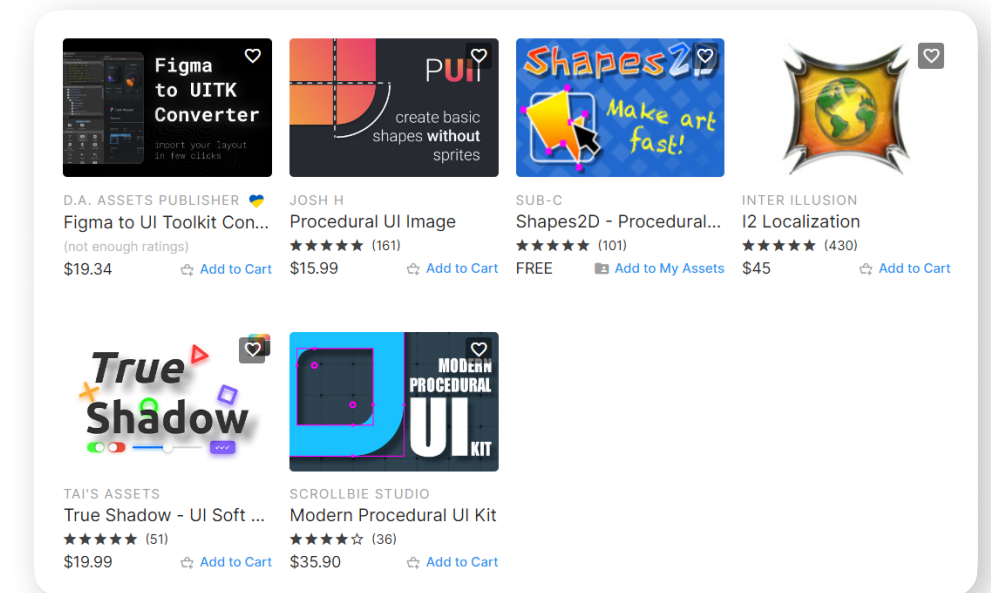 Figma
to UITK
Converter
import your layout
in few clicks
D.A. ASSETS PUBLISHER
Figma to UI Toolkit Con...
(not enough ratings)
$19.34
Add to Cart
PUI
create basic
shapes without
sprites
JOSH H
Procedural UI Image
(161)
$15.99
Add to Cart
Shapes2D
Make art
fast!
SUB-C
Shapes2D - Procedural...
(101)
FREE
Add to My Assets
INTER ILLUSION
I2 Localization
(430)
$45
Add to Cart
True
Shadow
TAI'S ASSETS
True Shadow - UI Soft ...
(51)
$19.99
Add to Cart
MODERN
PROCEDURAL
UI KIT
SCROLLBIE STUDIO
Modern Procedural UI Kit
(36)
$35.90
Add to Cart